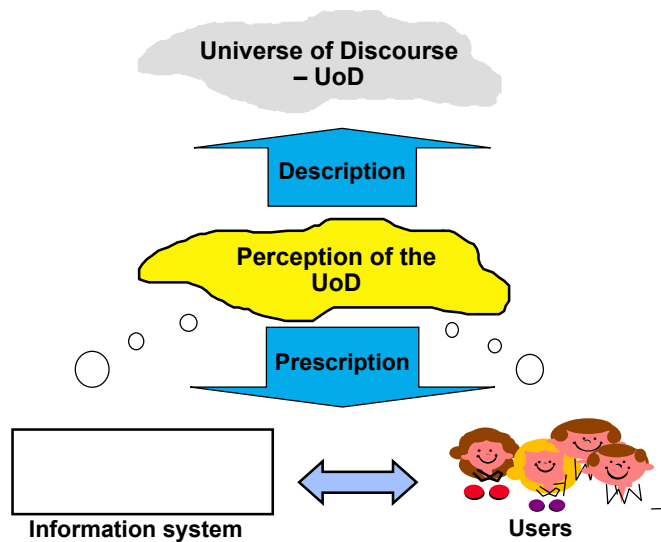 Universe of Discourse
– UoD
Description
Perception of the
UoD
Prescription
Information system
Users